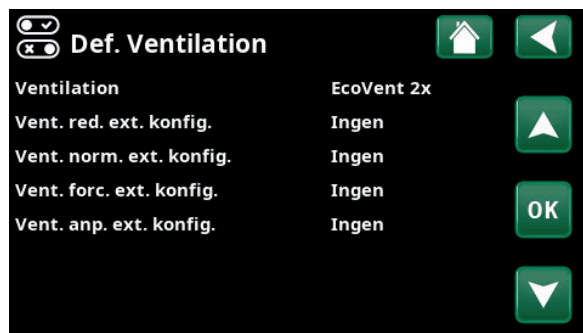 Def. Ventilation
Ventilation EcoVent 2x
Vent. red. ext. konfig. Ingen
Vent. norm. ext. konfig. Ingen
Vent. forc. ext. konfig. Ingen
Vent. anp. ext. konfig. Ingen
OK